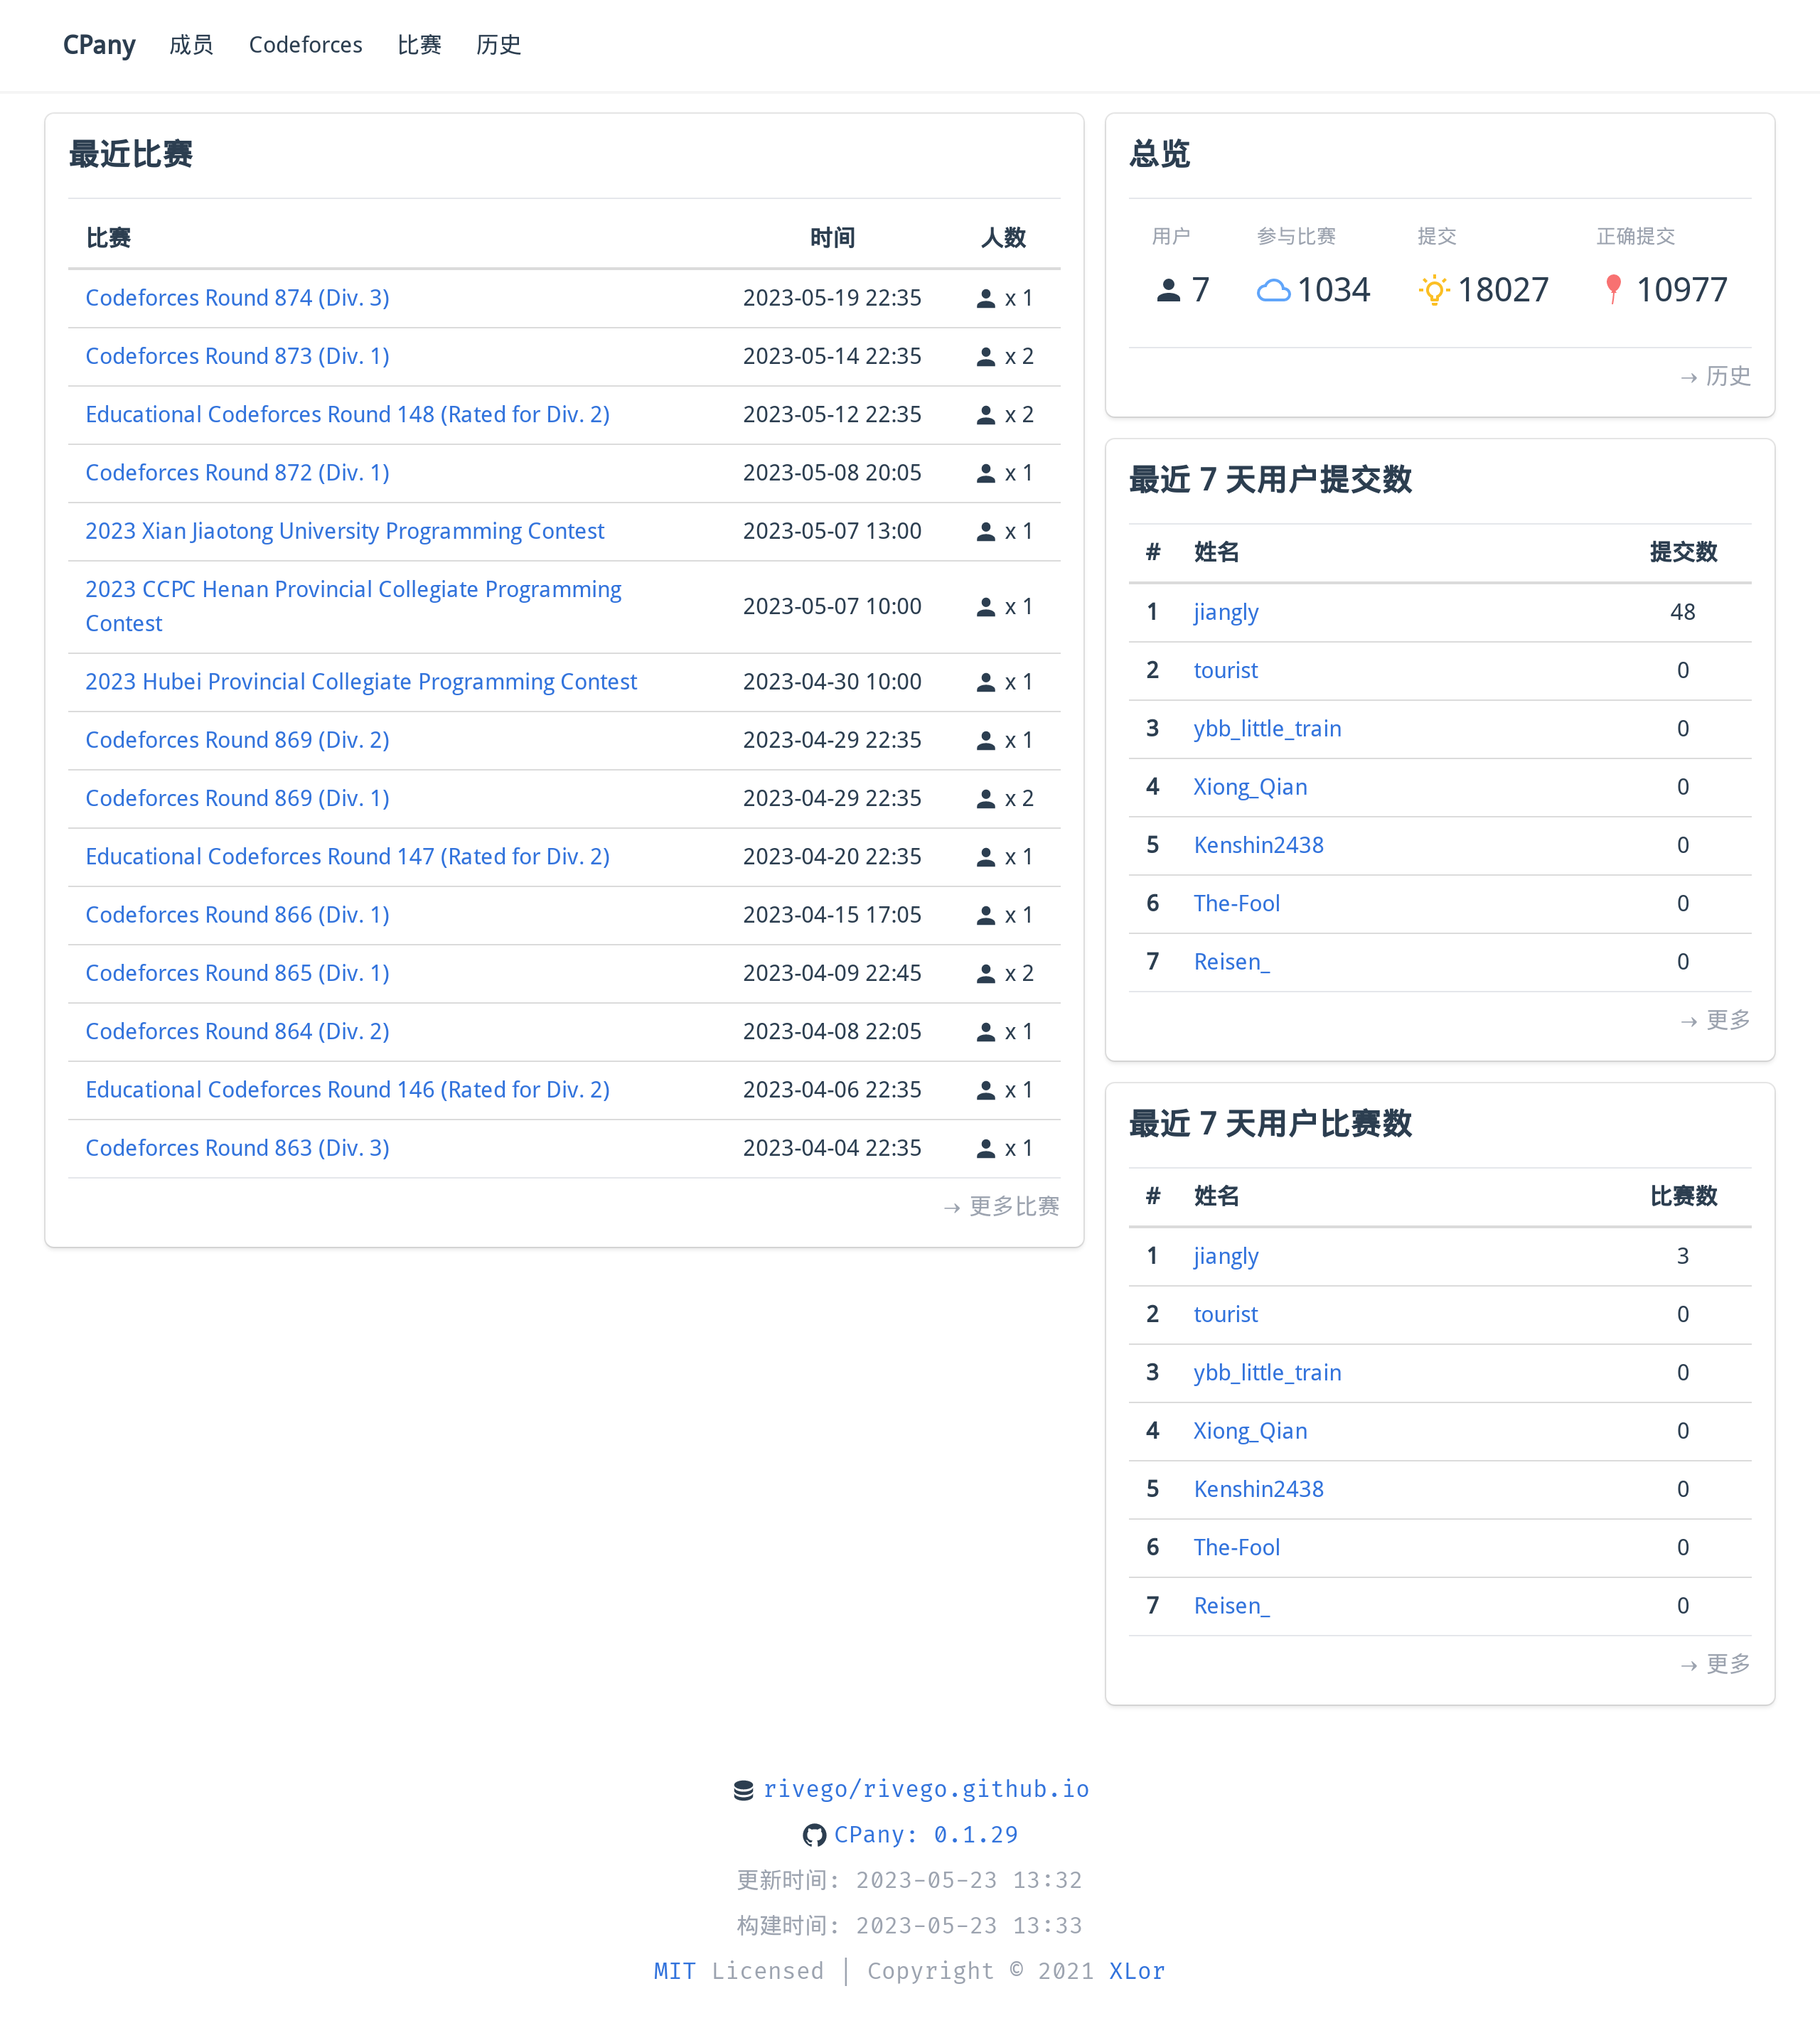 CPany 成员 Codeforces 比赛 历史
最近比赛
比赛 时间 人数
Codeforces Round 874 (Div. 3) 2023-05-19 22:35 x 1
Codeforces Round 873 (Div. 1) 2023-05-14 22:35 x 2
Educational Codeforces Round 148 (Rated for Div. 2) 2023-05-12 22:35 x 2
Codeforces Round 872 (Div. 1) 2023-05-08 20:05 x 1
2023 Xian Jiaotong University Programming Contest 2023-05-07 13:00 x 1
2023 CCPC Henan Provincial Collegiate Programming
Contest 2023-05-07 10:00 x 1
2023 Hubei Provincial Collegiate Programming Contest 2023-04-30 10:00 x 1
Codeforces Round 869 (Div. 2) 2023-04-29 22:35 x 1
Codeforces Round 869 (Div. 1) 2023-04-29 22:35 x 2
Educational Codeforces Round 147 (Rated for Div. 2) 2023-04-20 22:35 x 1
Codeforces Round 866 (Div. 1) 2023-04-15 17:05 x 1
Codeforces Round 865 (Div. 1) 2023-04-09 22:45 x 2
Codeforces Round 864 (Div. 2) 2023-04-08 22:05 x 1
Educational Codeforces Round 146 (Rated for Div. 2) 2023-04-06 22:35 x 1
Codeforces Round 863 (Div. 3) 2023-04-04 22:35 x 1
→ 更多比赛
总览
用户 参与比赛 提交 正确提交
7 1034 18027 10977
→ 历史
最近 7 天用户提交数
# 姓名 提交数
1 jiangly 48
2 tourist 0
3 ybb_little_train 0
4 Xiong_Qian 0
5 Kenshin2438 0
6 The-Fool 0
7 Reisen_ 0
→ 更多
最近 7 天用户比赛数
# 姓名 比赛数
1 jiangly 3
2 tourist 0
3 ybb_little_train 0
4 Xiong_Qian 0
5 Kenshin2438 0
6 The-Fool 0
7 Reisen_ 0
→ 更多
rivego/rivego.github.io
CPany: 0.1.29
更新时间: 2023-05-23 13:32
构建时间: 2023-05-23 13:33
MIT Licensed | Copyright © 2021 XLor